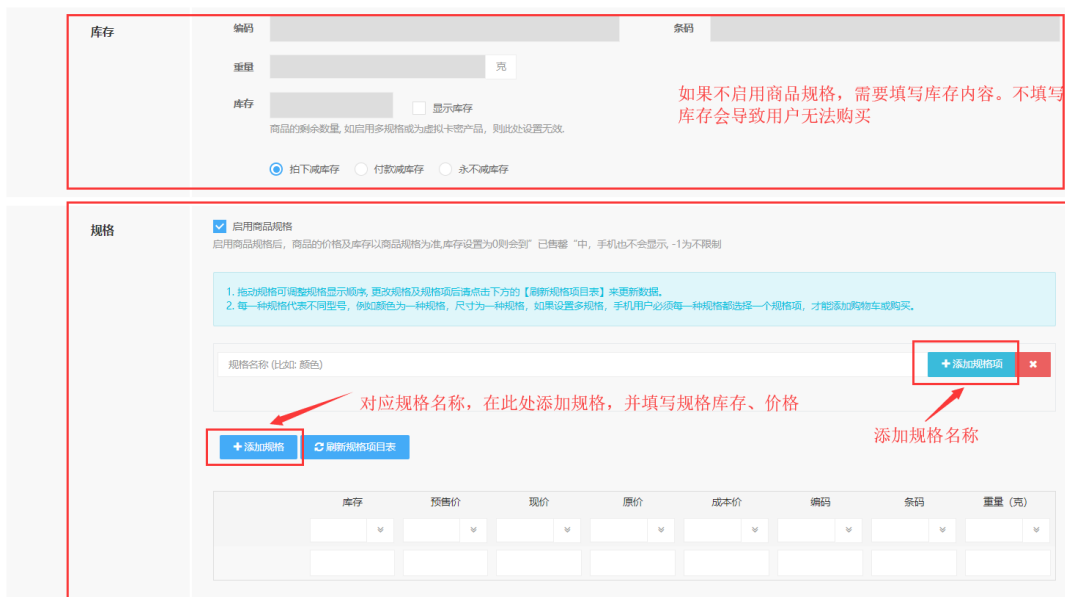 库存
编码
条码
重量
克
库存
显示库存
商品的剩余数量, 如启用多规格或为虚拟卡密产品，则此处设置无效.
如果不启用商品规格，需要填写库存内容。不填写
库存会导致用户无法购买
拍下减库存 付款减库存 永不减库存
规格
启用商品规格
启用商品规格后，商品的价格及库存以商品规格为准,库存设置为0则会到”已售罄“中，手机也不会显示, -1为不限制
1. 拖动规格可调整规格显示顺序, 更改规格及规格项后请点击下方的【刷新规格项目表】来更新数据。
2. 每一种规格代表不同型号，例如颜色为一种规格，尺寸为一种规格，如果设置多规格，手机用户必须每一种规格都选择一个规格项，才能添加购物车或购买。
规格名称 (比如: 颜色)
添加规格项
对应规格名称，在此处添加规格，并填写规格库存、价格
添加规格名称
添加规格
刷新规格项目表
库存 预售价 现价 原价 成本价 编码 条码 重量（克）